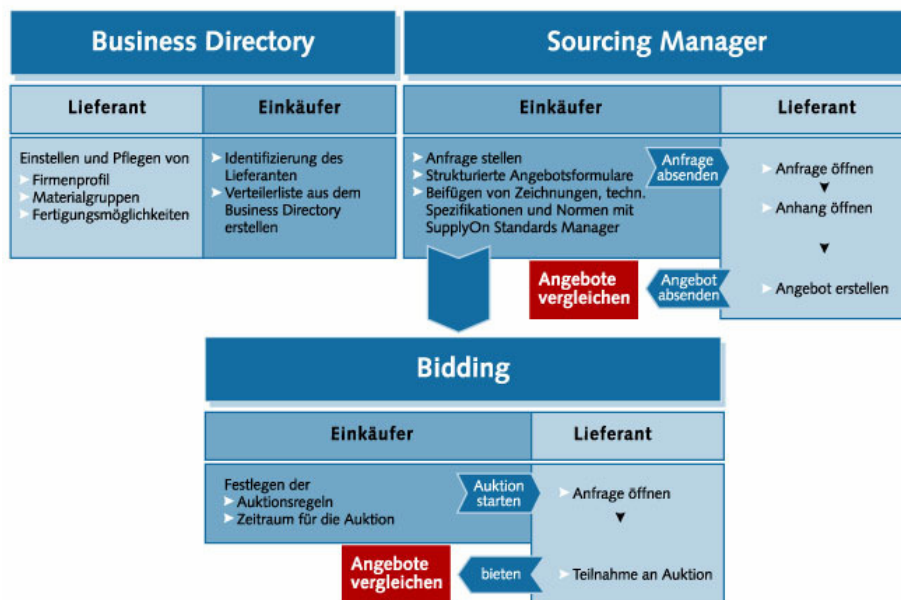 Business Directory
Lieferant
Einkäufer
Einstellen und Pflegen von
Firmenprofil
Materialgruppen
Fertigungsmöglichkeiten
Identifizierung des
Lieferanten
Verteilerliste aus dem
Business Directory
erstellen
Sourcing Manager
Einkäufer
Lieferant
Anfrage stellen
Strukturierte Angebotsformulare
Beifügen von Zeichnungen, techn.
Spezifikationen und Normen mit
SupplyOn Standards Manager
Anfrage
absenden
Anfrage öffnen
Anhang öffnen
Angebot erstellen
Angebot
absenden
Angebote
vergleichen
Bidding
Einkäufer
Lieferant
Festlegen der
Auktionsregeln
Zeitraum für die Auktion
Auktion
starten
Anfrage öffnen
Teilnahme an Auktion
bieten
Angebote
vergleichen